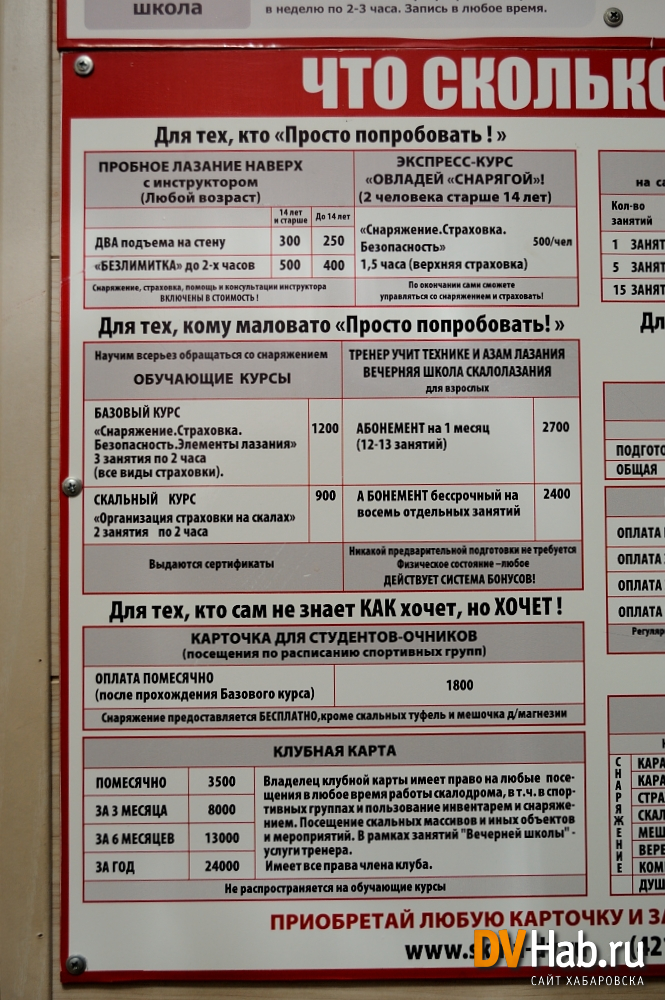 школа
в неделю по 2-3 часа. Запись в любое время.
ЧТО СКОЛЬКО
Для тех, кто «Просто попробовать ! »
ПРОБНОЕ ЛАЗАНИЕ НАВЕРХ
с инструктором
(Любой возраст)
14 лет и старше До 14 лет
ДВА подъема на стену 300 250
«БЕЗЛИМИТКА» до 2-х часов 500 400
Снаряжение, страховка, помощь и консультации инструктора
ВКЛЮЧЕНЫ В СТОИМОСТЬ !
ЭКСПРЕСС-КУРС
«ОВЛАДЕЙ «СНАРЯГОЙ»!
(2 человека старше 14 лет)
«Снаряжение.Страховка.
Безопасность» 500/чел
1,5 часа (верхняя страховка)
По окончании сами сможете
управляться со снаряжением и страховать!
Для тех, кому маловато «Просто попробовать! »
Научим всерьез обращаться со снаряжением
ОБУЧАЮЩИЕ КУРСЫ
БАЗОВЫЙ КУРС
«Снаряжение.Страховка. 1200
Безопасность.Элементы лазания»
3 занятия по 2 часа
(все виды страховки).
СКАЛЬНЫЙ КУРС 900
«Организация страховки на скалах»
2 занятия по 2 часа
Выдаются сертификаты
ТРЕНЕР УЧИТ ТЕХНИКЕ И АЗАМ ЛАЗАНИЯ
ВЕЧЕРНЯЯ ШКОЛА СКАЛОЛАЗАНИЯ
для взрослых
АБОНЕМЕНТ на 1 месяц 2700
(12-13 занятий)
А БОНЕМЕНТ бессрочный на 2400
восемь отдельных занятий
Никакой предварительной подготовки не требуется
Физическое состояние –любое
ДЕЙСТВУЕТ СИСТЕМА БОНУСОВ!
Для тех, кто сам не знает КАК хочет, но ХОЧЕТ !
КАРТОЧКА ДЛЯ СТУДЕНТОВ-ОЧНИКОВ
(посещения по расписанию спортивных групп)
ОПЛАТА ПОМЕСЯЧНО
(после прохождения Базового курса) 1800
Снаряжение предоставляется БЕСПЛАТНО,кроме скальных туфель и мешочка д/магнезии
КЛУБНАЯ КАРТА
ПОМЕСЯЧНО 3500
ЗА 3 МЕСЯЦА 8000
ЗА 6 МЕСЯЦЕВ 13000
ЗА ГОД 24000
Владелец клубной карты имеет право на любые посе-
щения в любое время работы скалодрома, в т.ч. в спор-
тивных группах и пользование инвентарем и снаряже-
нием. Посещение скальных массивов и иных объектов
и мероприятий. В рамках занятий "Вечерней школы" -
услуги тренера.
Имеет все права члена клуба.
Не распространяется на обучающие курсы
на
Кол-во
занятий
1 ЗАНЯТ
5 ЗАНЯТ
15 ЗАНЯТ
Дл
ПОДГОТО
ОБЩАЯ
ОПЛАТА
ОПЛАТА
ОПЛАТА
ОПЛАТА
Регуляр
СНАРЯЖЕНИЕ
КАРА
КАРА
СТРА
СКАЛ
МЕШ
ВЕРЕ
КОМ
ДУШ
ПРИОБРЕТАЙ ЛЮБУЮ КАРТОЧКУ И ЗА
www.sk
(42
DVHab.ru
САЙТ ХАБАРОВСКА